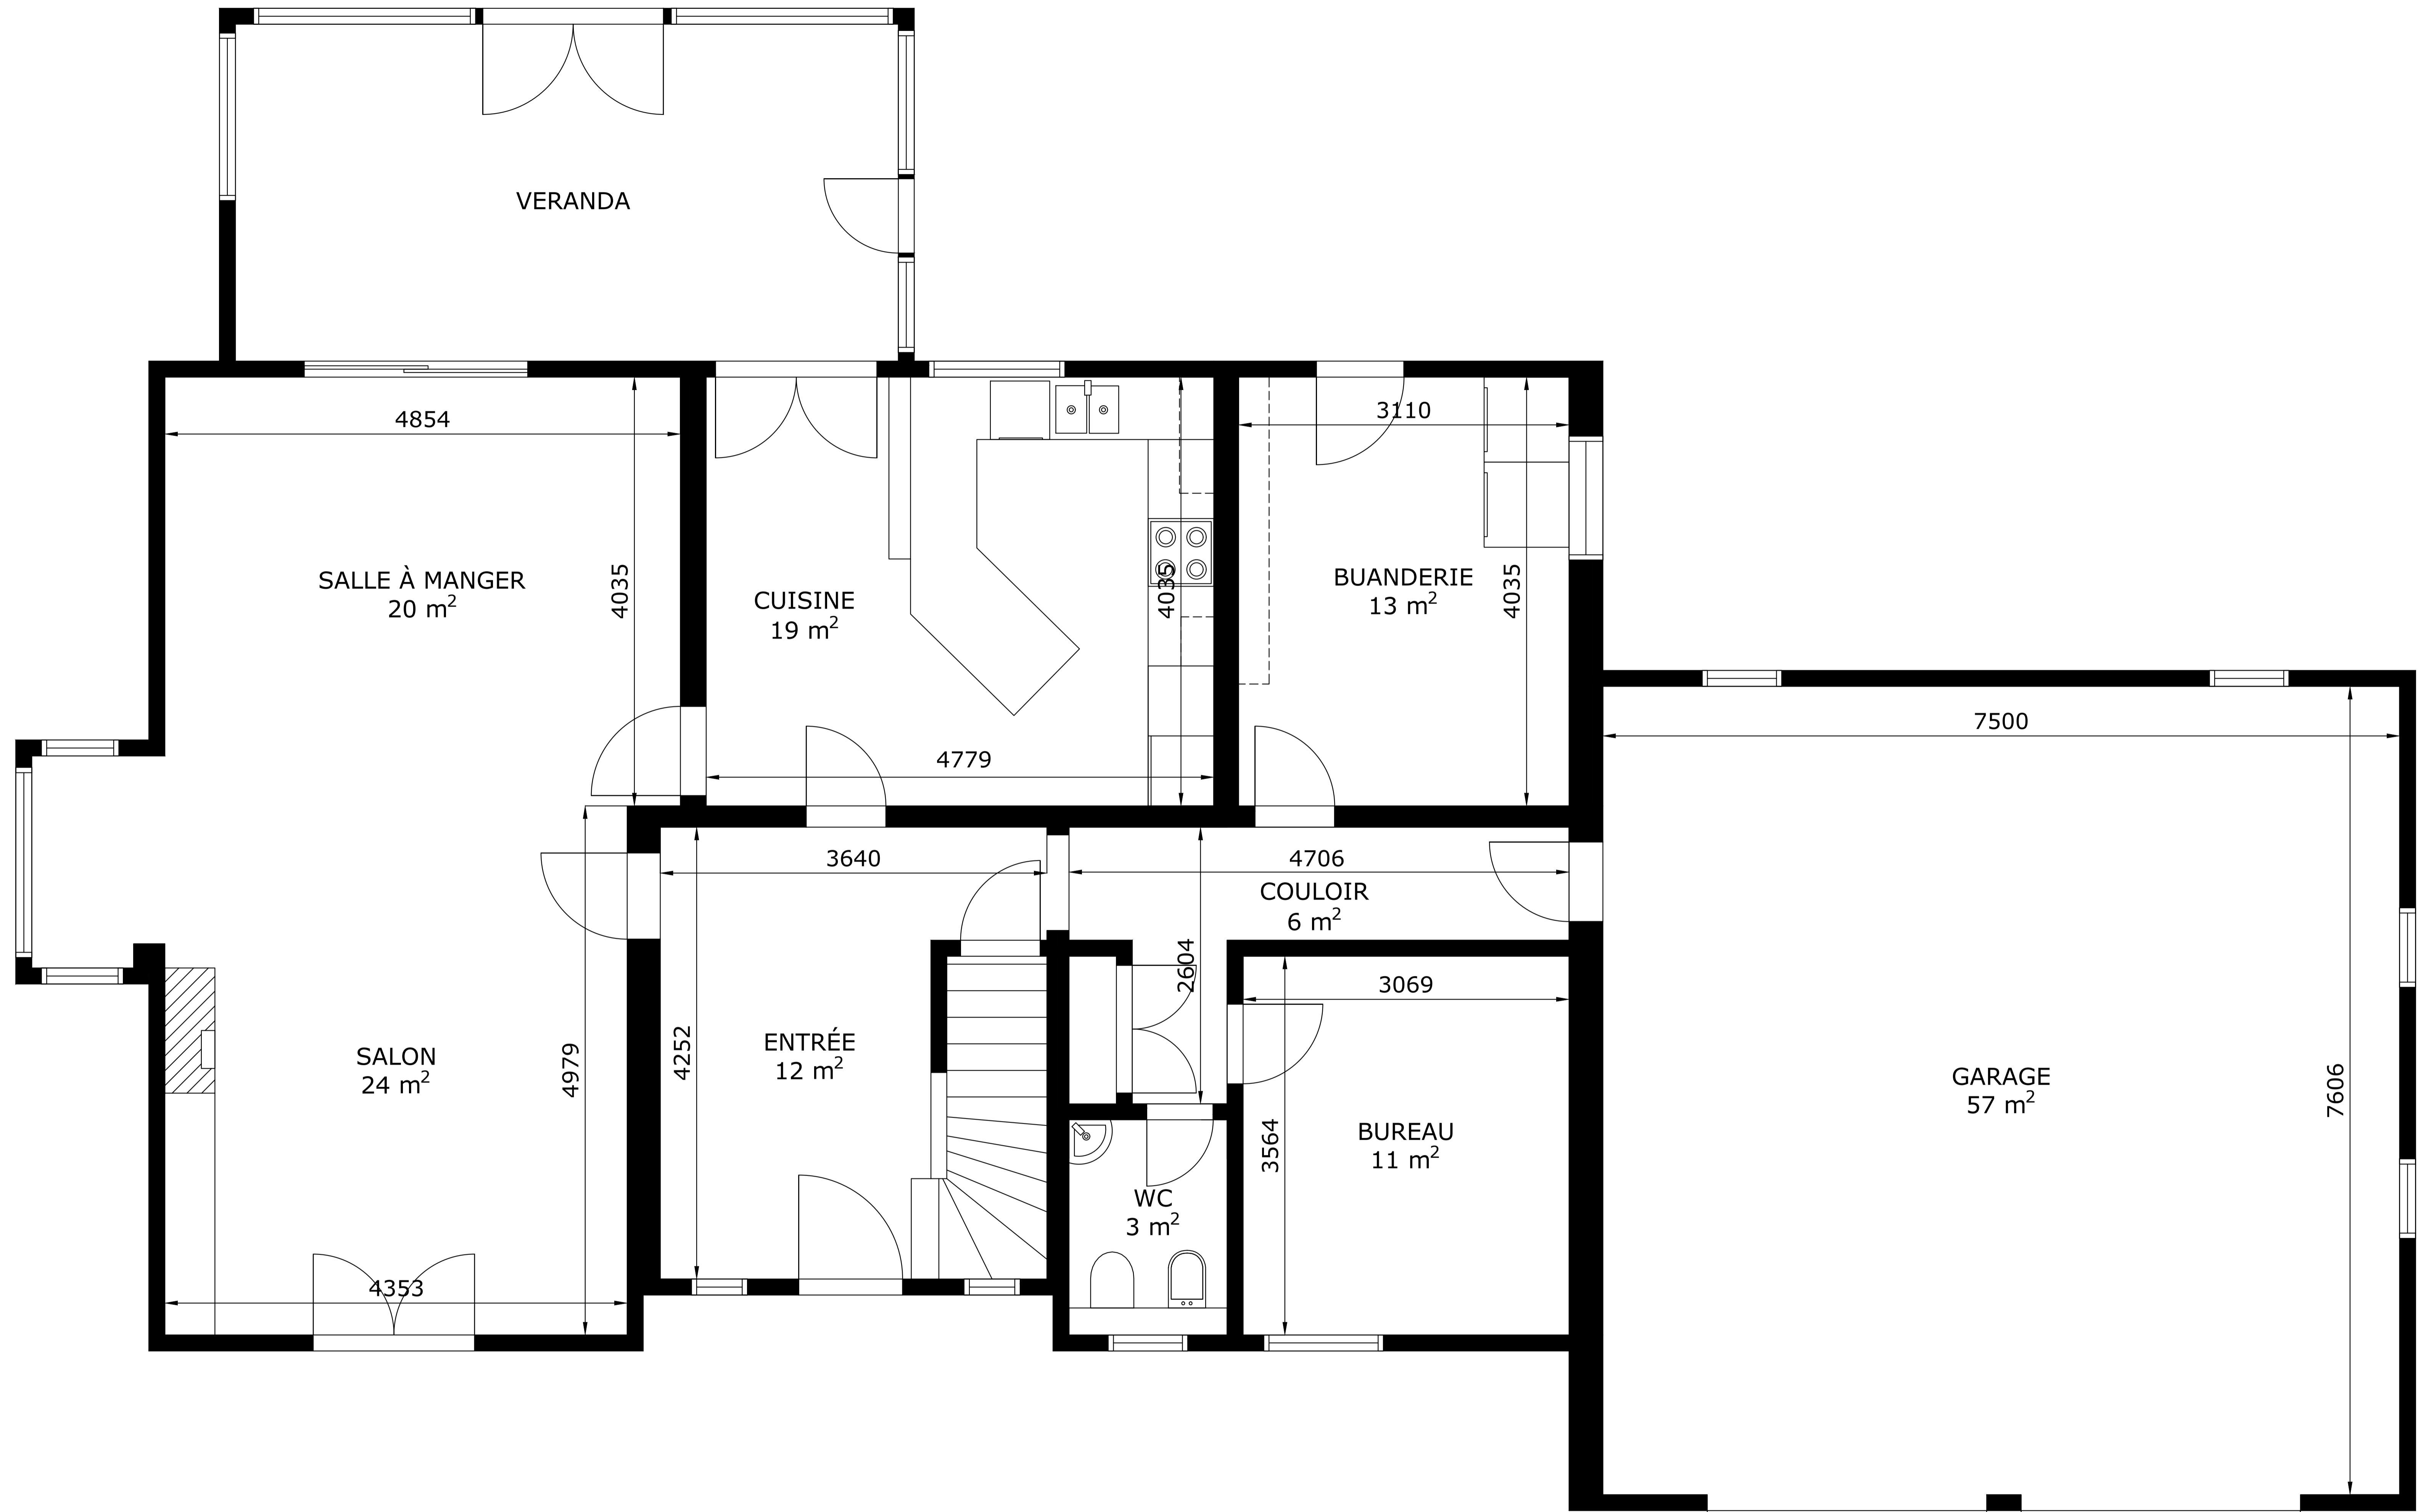 VERANDA
4854
4035
SALLE À MANGER
20 m²
CUISINE
19 m²
4035
4779
3110
BUANDERIE
13 m²
4035
7500
GARAGE
57 m²
7606
3640
4706
COULOIR
6 m²
2604
3069
SALON
24 m²
4979
4353
4252
ENTRÉE
12 m²
WC
3 m²
3564
BUREAU
11 m²